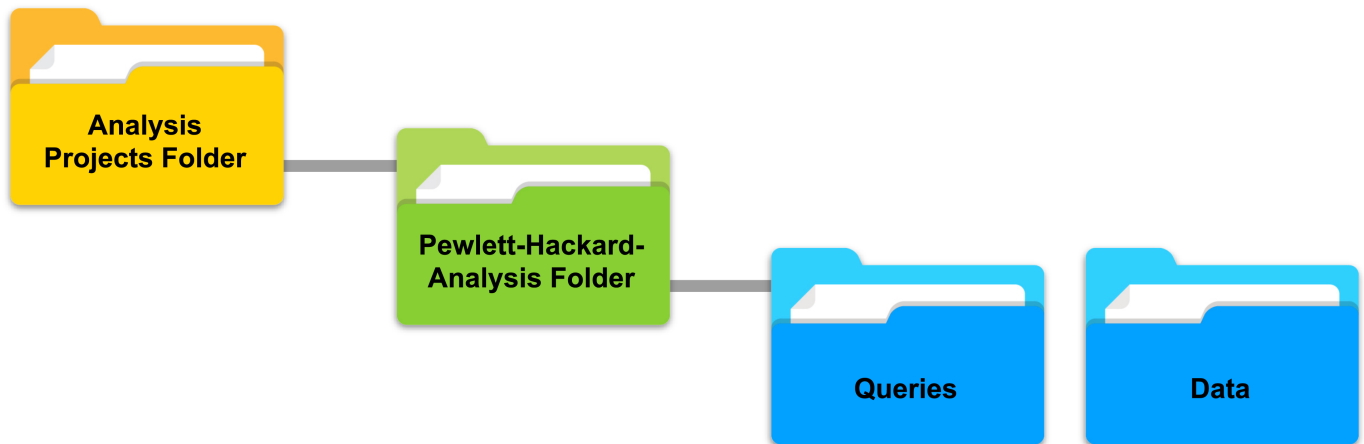 Analysis
Projects Folder
Pewlett-Hackard-
Analysis Folder
Queries
Data